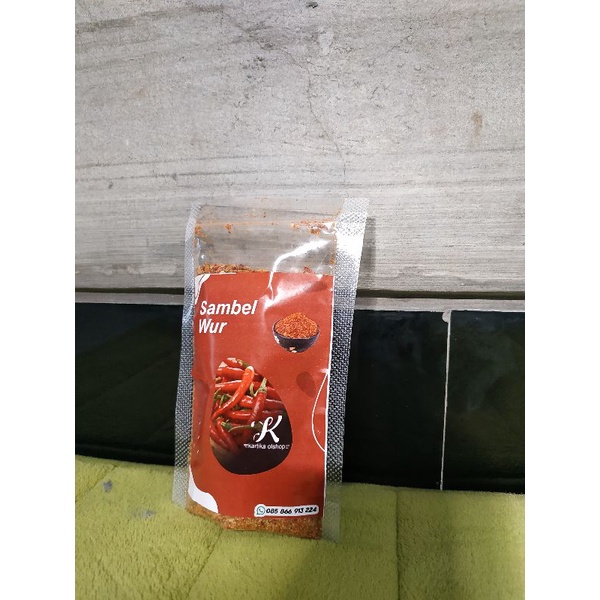 Sambel
Wur
K
kartika olshop
085 866 913 224